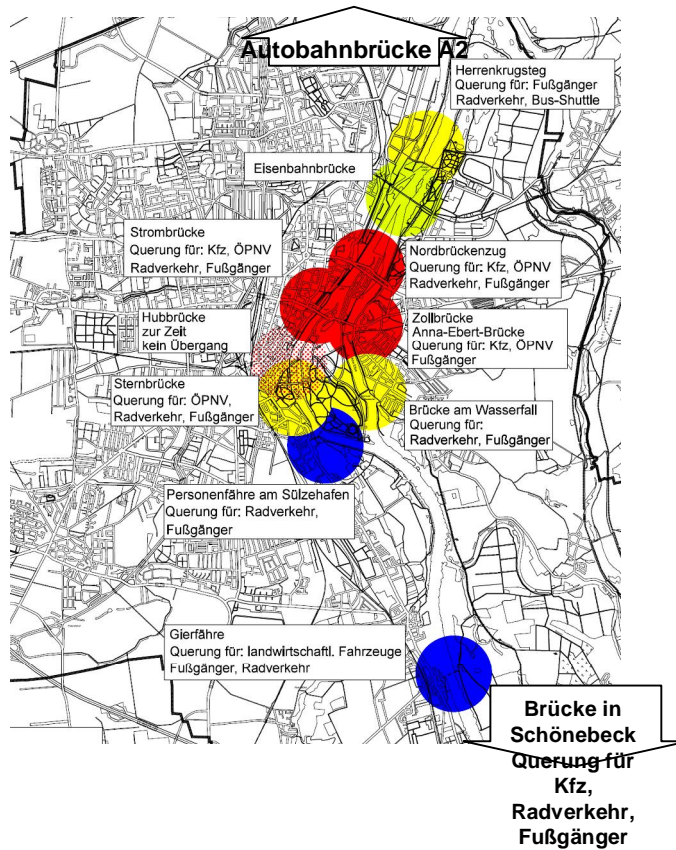 Autobahnbrücke A2
Herrenkrugsteg
Querung für: Fußgänger
Radverkehr, Bus-Shuttle
Eisenbahnbrücke
Strombrücke
Querung für: Kfz, ÖPNV
Radverkehr, Fußgänger
Nordbrückenzug
Querung für: Kfz, ÖPNV
Radverkehr, Fußgänger
Hubbrücke
zur Zeit
kein Übergang
Zollbrücke
Anna-Ebert-Brücke
Querung für: Kfz, ÖPNV
Fußgänger
Sternbrücke
Querung für: ÖPNV,
Radverkehr, Fußgänger
Brücke am Wasserfall
Querung für:
Radverkehr, Fußgänger
Personenfähre am Sülzehafen
Querung für: Radverkehr,
Fußgänger
Gierfähre
Querung für: landwirtschaftl. Fahrzeuge
Fußgänger, Radverkehr
Brücke in
Schönebeck
Querung für
Kfz,
Radverkehr,
Fußgänger